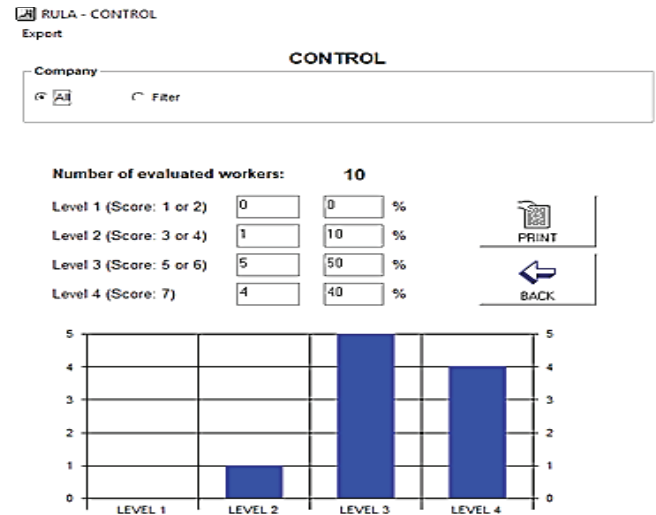 RULA - CONTROL
Export
CONTROL
Company
All Filter
Number of evaluated workers: 10
Level 1 (Score: 1 or 2) 0 0 %
Level 2 (Score: 3 or 4) 1 10 %
Level 3 (Score: 5 or 6) 5 50 %
Level 4 (Score: 7) 4 40 %
PRINT
BACK
5 5
4 4
3 3
2 2
1 1
0 0
LEVEL 1 LEVEL 2 LEVEL 3 LEVEL 4